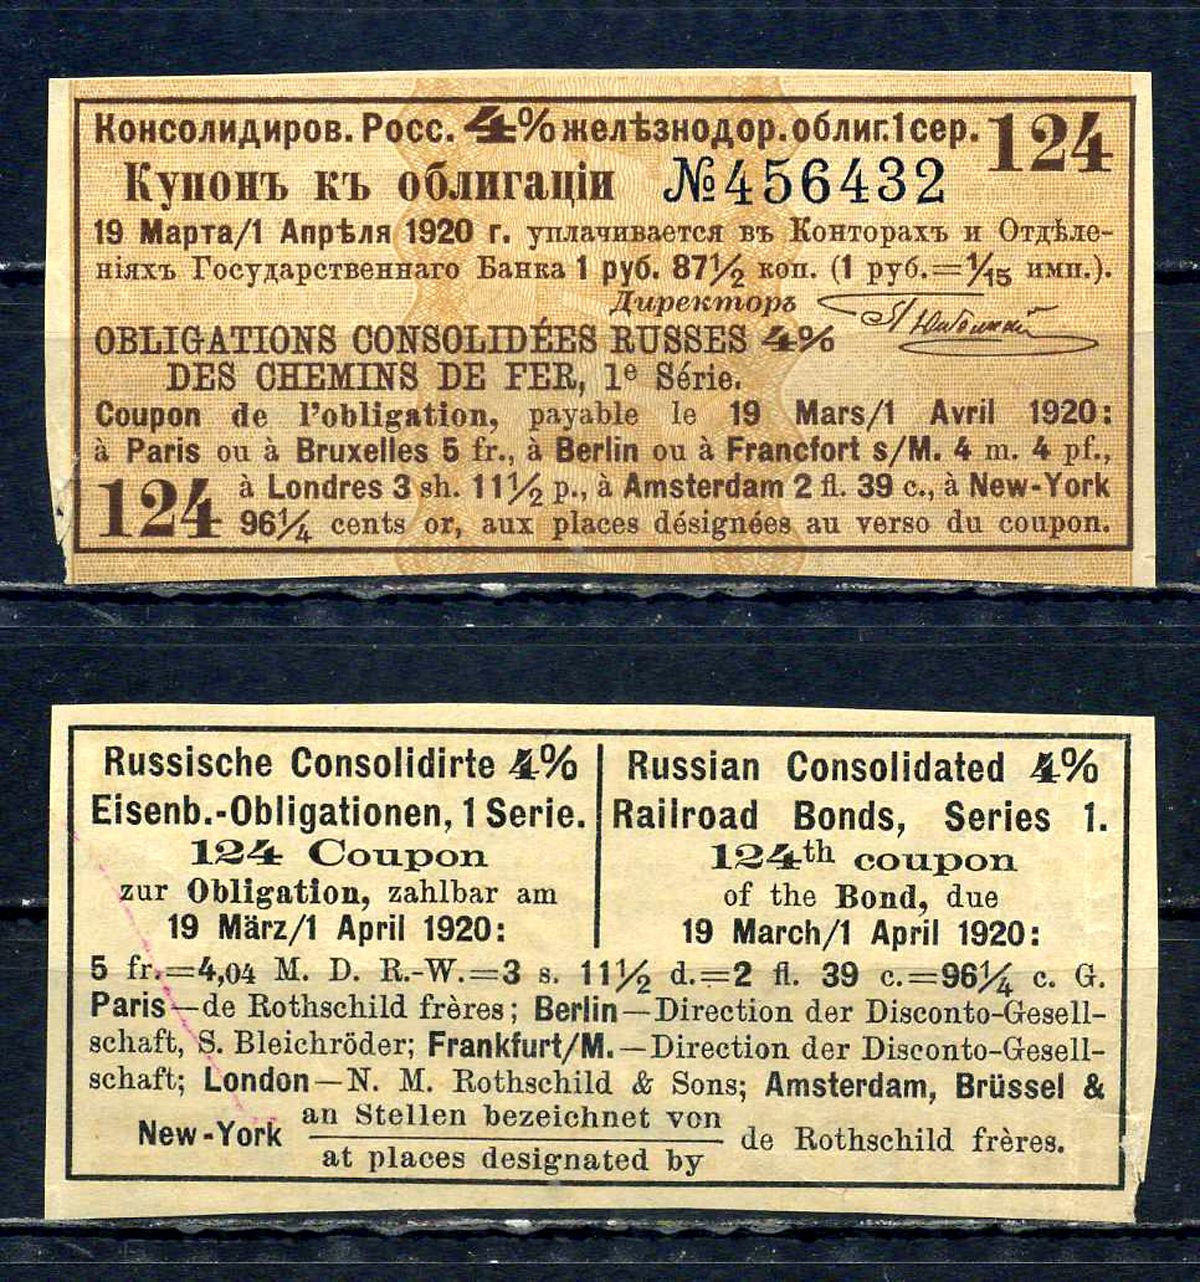 Консолидиров. Росс. 4% желѣзнодор. облиг. 1 сер. 124
Купонъ къ облигаціи №456432
19 Марта/1 Апрѣля 1920 г. уплачивается въ Конторахъ и Отдѣле-
ніяхъ Государственнаго Банка 1 руб. 87½ коп. (1 руб.=1/15 имп.).
Директоръ
OBLIGATIONS CONSOLIDÉES RUSSES 4%
DES CHEMINS DE FER, 1e Série.
Coupon de l'obligation, payable le 19 Mars/1 Avril 1920:
à Paris ou à Bruxelles 5 fr., à Berlin ou à Francfort s/M. 4 m. 4 pf.,
124 à Londres 3 sh. 11½ p., à Amsterdam 2 fl. 39 c., à New-York
96¼ cents or, aux places désignées au verso du coupon.
Russische Consolidirte 4%
Eisenb.-Obligationen, 1 Serie.
124 Coupon
zur Obligation, zahlbar am
19 März/1 April 1920:
Russian Consolidated 4%
Railroad Bonds, Series 1.
124th coupon
of the Bond, due
19 March/1 April 1920:
5 fr.=4,04 M. D. R.-W.=3 s. 11½ d.=2 fl. 39 c.=96¼ c. G.
Paris—de Rothschild frères; Berlin—Direction der Disconto-Gesell-
schaft, S. Bleichröder; Frankfurt/M.—Direction der Disconto-Gesell-
schaft; London—N. M. Rothschild & Sons; Amsterdam, Brüssel &
New-York an Stellen bezeichnet von
at places designated by de Rothschild frères.